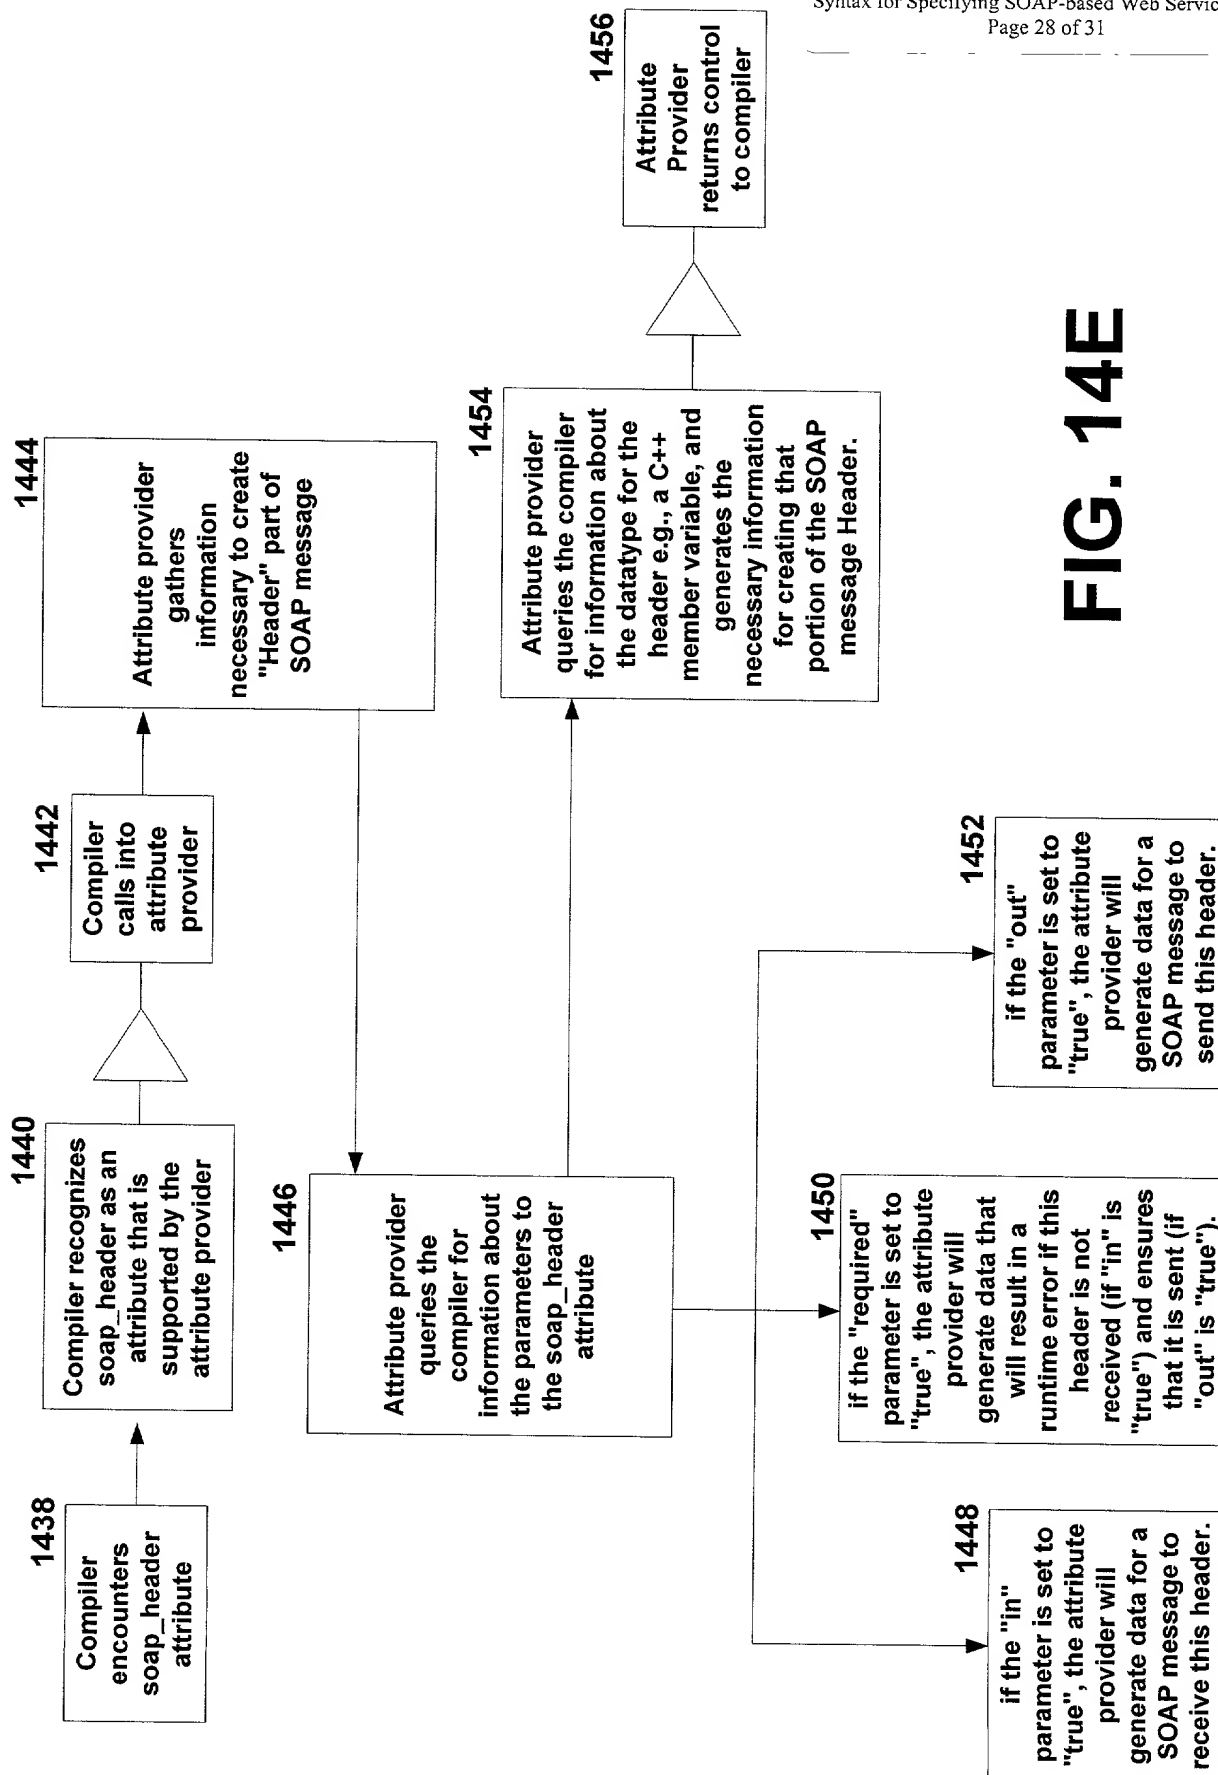 Syntax for Specifying SOAP-based Web Servic
Page 28 of 31
1438
Compiler
encounters
soap_header
attribute
1440
Compiler recognizes
soap_header as an
attribute that is
supported by the
attribute provider
1442
Compiler
calls into
attribute
provider
1444
Attribute provider
gathers
information
necessary to create
"Header" part of
SOAP message
1446
Attribute provider
queries the
compiler for
information about
the parameters to
the soap_header
attribute
1448
if the "in"
parameter is set to
"true", the attribute
provider will
generate data for a
SOAP message to
receive this header.
1450
if the "required"
parameter is set to
"true", the attribute
provider will
generate data that
will result in a
runtime error if this
header is not
received (if "in" is
"true") and ensures
that it is sent (if
"out" is "true").
1452
if the "out"
parameter is set to
"true", the attribute
provider will
generate data for a
SOAP message to
send this header.
1454
Attribute provider
queries the compiler
for information about
the datatype for the
header e.g., a C++
member variable, and
generates the
necessary information
for creating that
portion of the SOAP
message Header.
1456
Attribute
Provider
returns control
to compiler
FIG. 14E